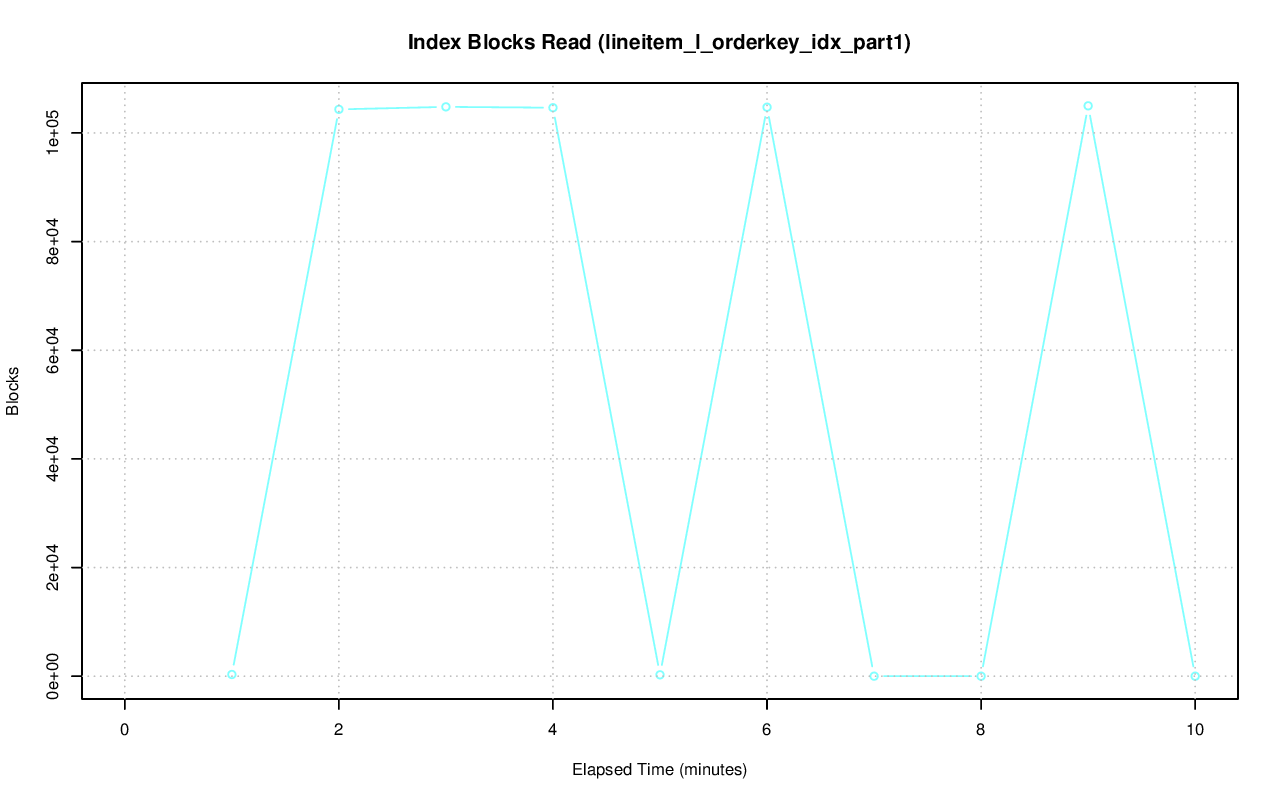 Index Blocks Read (lineitem_l_orderkey_idx_part1)
1e+05
8e+04
6e+04
4e+04
2e+04
0e+00
Blocks
0 2 4 6 8 10
Elapsed Time (minutes)